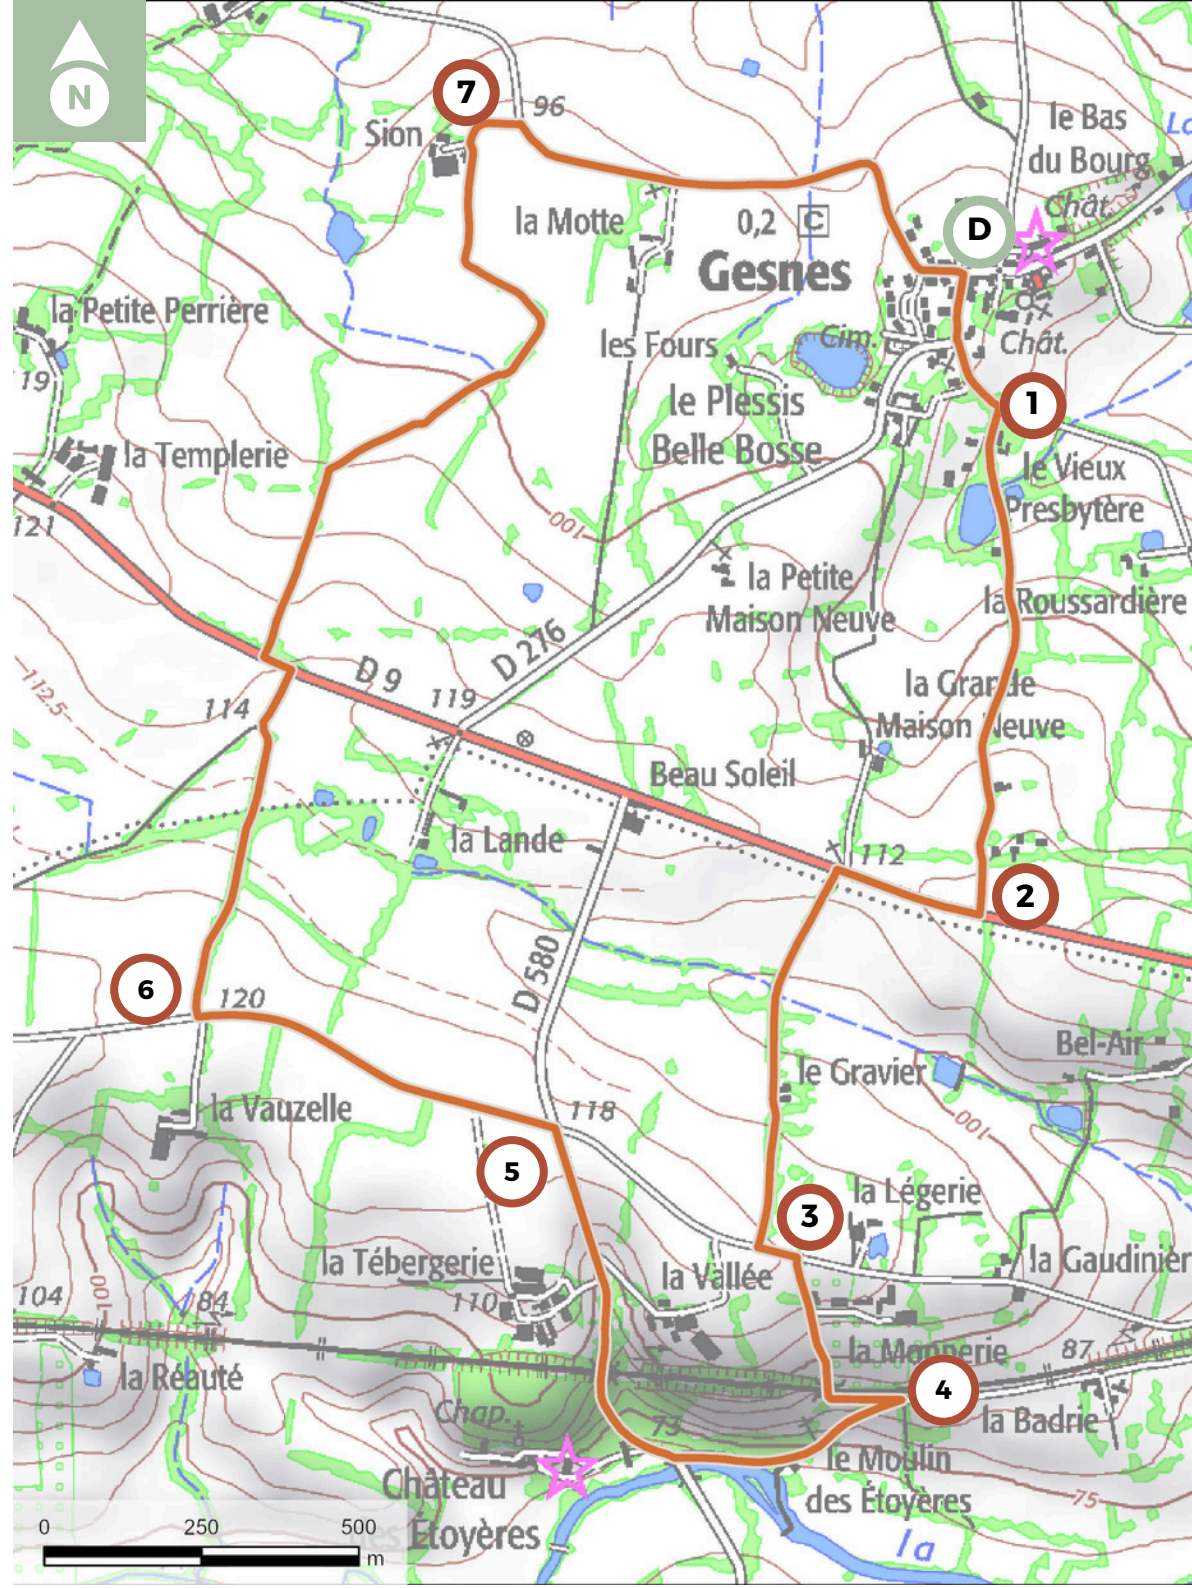 N
7
96
Sion
le Bas
du Bourg
D
Chât.
la Motte
0,2 C
Gesnes
la Petite Perrière
les Fours
Cim.
Chât.
19
le Plessis
Belle Bosse
1
la Templerie
le Vieux
Presbytère
121
100
la Petite
Maison Neuve
la Roussardière
D 276
D 9
112.5
114
119
la Grande
Maison Neuve
Beau Soleil
la Lande
112
2
D 580
6
120
Bel-Air
le Gravier
100
la Vauzelle
118
5
3
la Légerie
la Tébergerie
la Vallée
la Gaudinièr
104
100
84
110
la Monnerie
87
la Réauté
4
la Badrie
Chap.
73
le Moulin
des Étoyères
Château
75
0 250 500
m
es Étoyères
la